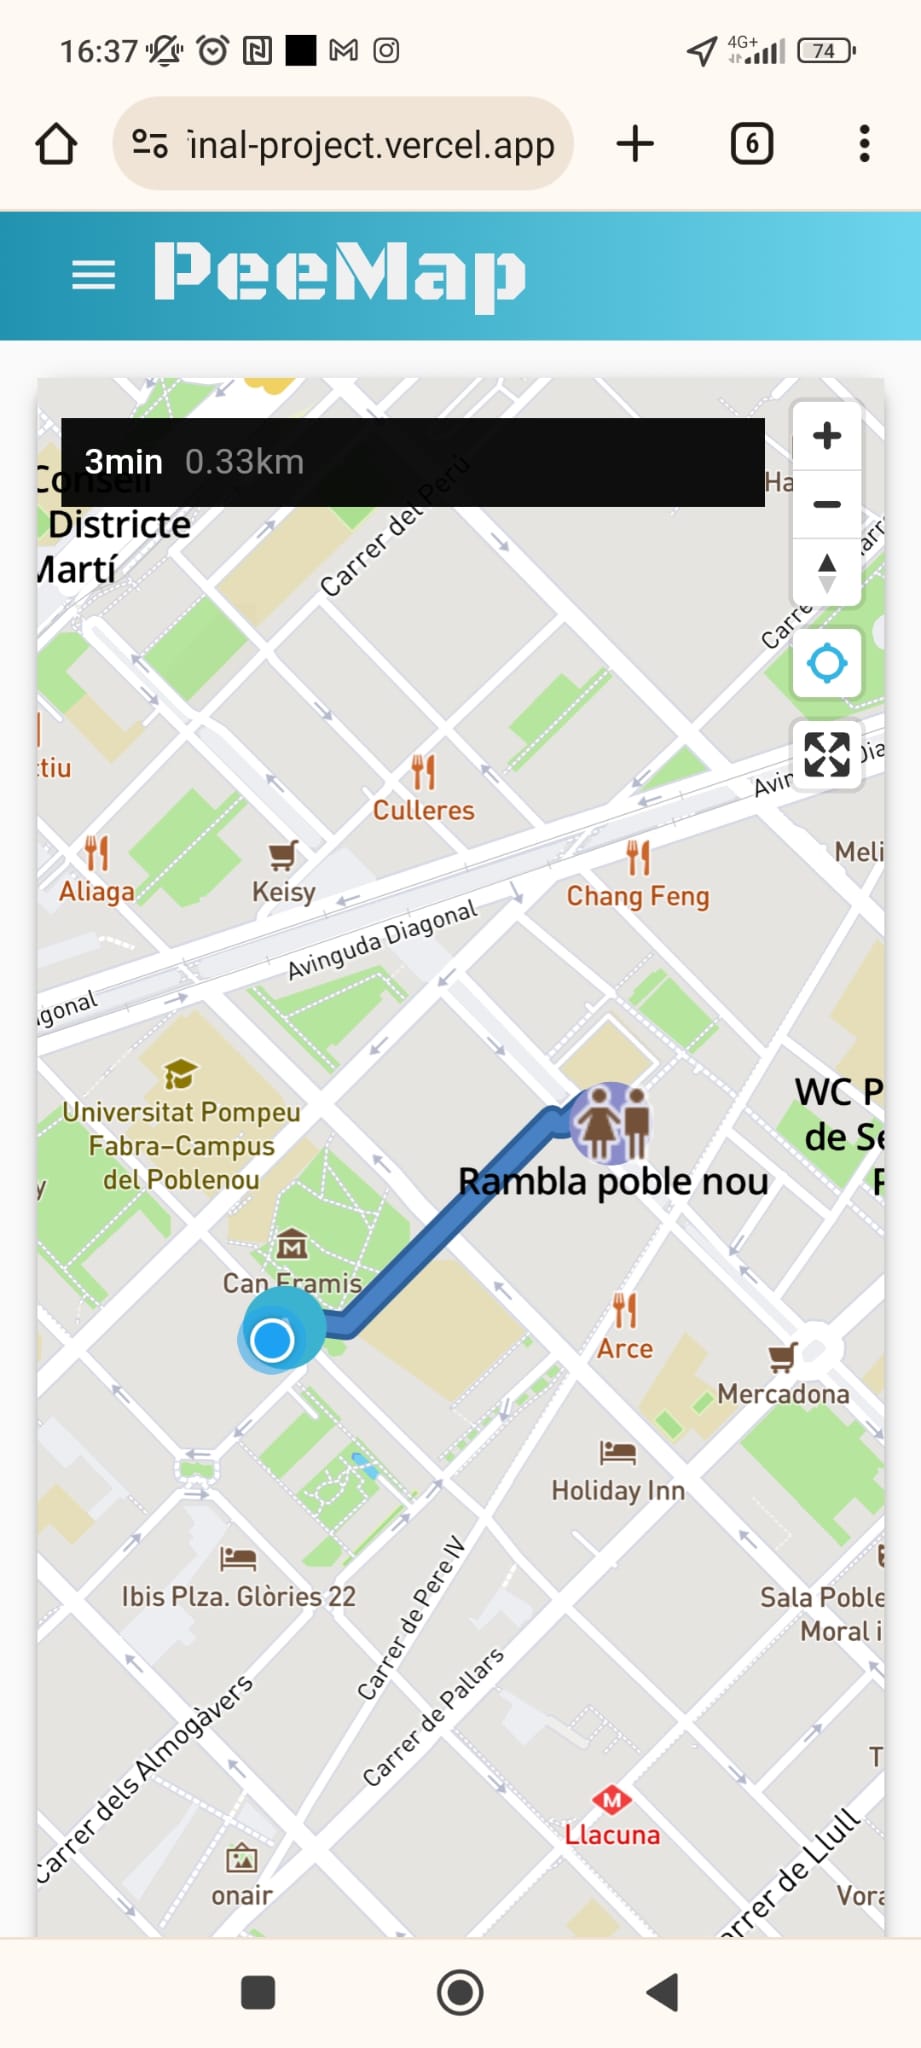 16:37
4G+
74
inal-project.vercel.app
6
PeeMap
3min 0.33km
Consell
Districte
Martí
Carrer del Perú
Ha
Carre
arr
tiu
Culleres
Avin
Dia
Aliaga
Keisy
Chang Feng
Meli
Avinguda Diagonal
gonal
Universitat Pompeu
Fabra-Campus
del Poblenou
y
WC P
de Se
Rambla poble nou
Can Framis
Arce
Mercadona
Holiday Inn
Ibis Plza. Glòries 22
Carrer de Pere IV
Sala Poble
Moral i
Carrer de Pallars
Carrer dels Almogàvers
T
M
Llacuna
onair
rrer de Llull
Vora